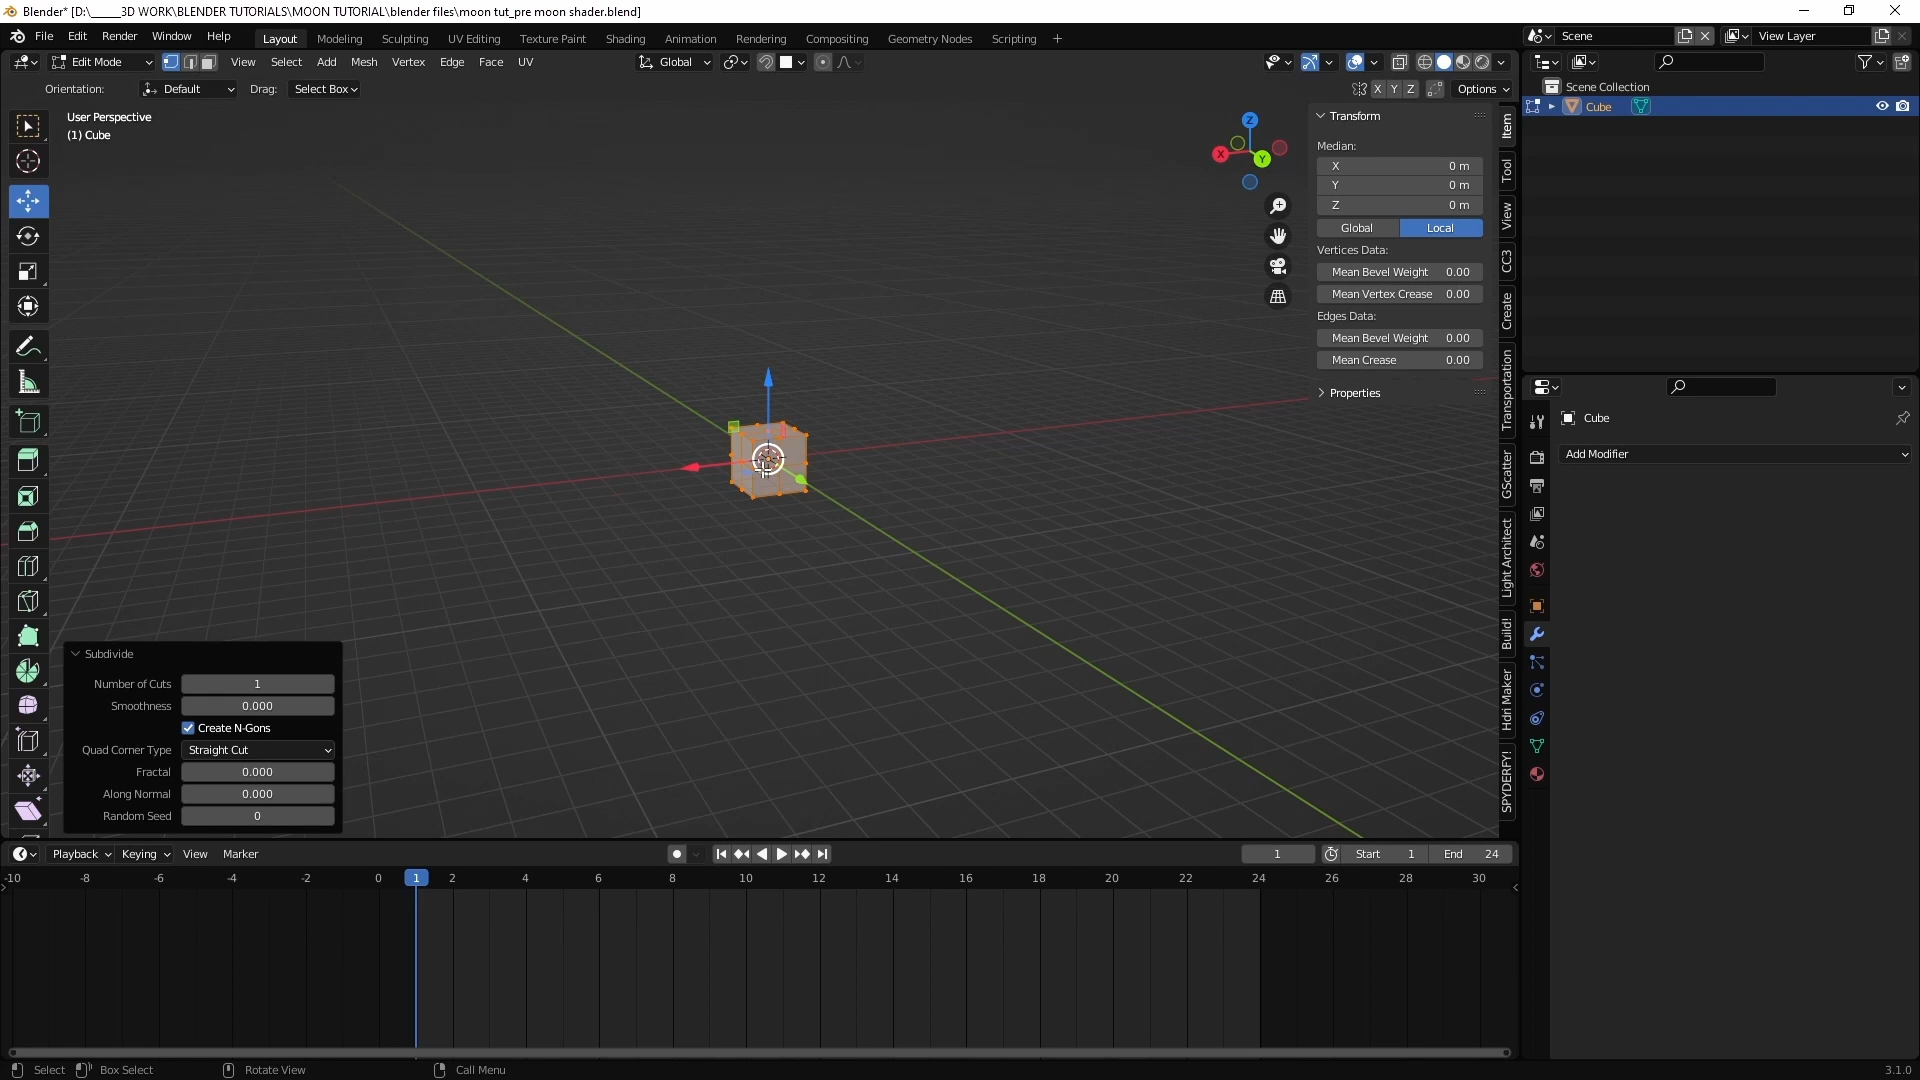 Blender* [D:\_____3D WORK\BLENDER TUTORIALS\MOON TUTORIAL\blender files\moon tut_pre moon shader.blend]
File Edit Render Window Help Layout Modeling Sculpting UV Editing Texture Paint Shading Animation Rendering Compositing Geometry Nodes Scripting + Scene View Layer
Edit Mode View Select Add Mesh Vertex Edge Face UV Global
Orientation: Default Drag: Select Box X Y Z Options
Scene Collection
Cube
User Perspective
(1) Cube
Z
X
Y
Transform
Median:
X 0 m
Y 0 m
Z 0 m
Global Local
Vertices Data:
Mean Bevel Weight 0.00
Mean Vertex Crease 0.00
Edges Data:
Mean Bevel Weight 0.00
Mean Crease 0.00
Properties
Item
Tool
View
CC3
Create
Transportation
GScatter
Light Architect
Build!
Hdri Maker
SPYDERFY!
Cube
Add Modifier
Subdivide
Number of Cuts 1
Smoothness 0.000
Create N-Gons
Quad Corner Type Straight Cut
Fractal 0.000
Along Normal 0.000
Random Seed 0
Playback Keying View Marker 1 Start 1 End 24
-10 -8 -6 -4 -2 0 1 2 4 6 8 10 12 14 16 18 20 22 24 26 28 30
Select Box Select Rotate View Call Menu 3.1.0